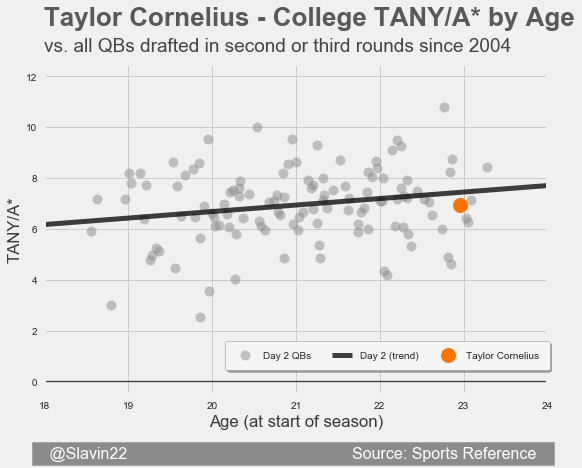 Taylor Cornelius - College TANY/A* by Age
vs. all QBs drafted in second or third rounds since 2004
12
10
8
6
4
2
0
TANY/A*
Day 2 QBs
Day 2 (trend)
Taylor Cornelius
18 19 20 21 22 23 24
Age (at start of season)
@Slavin22
Source: Sports Reference